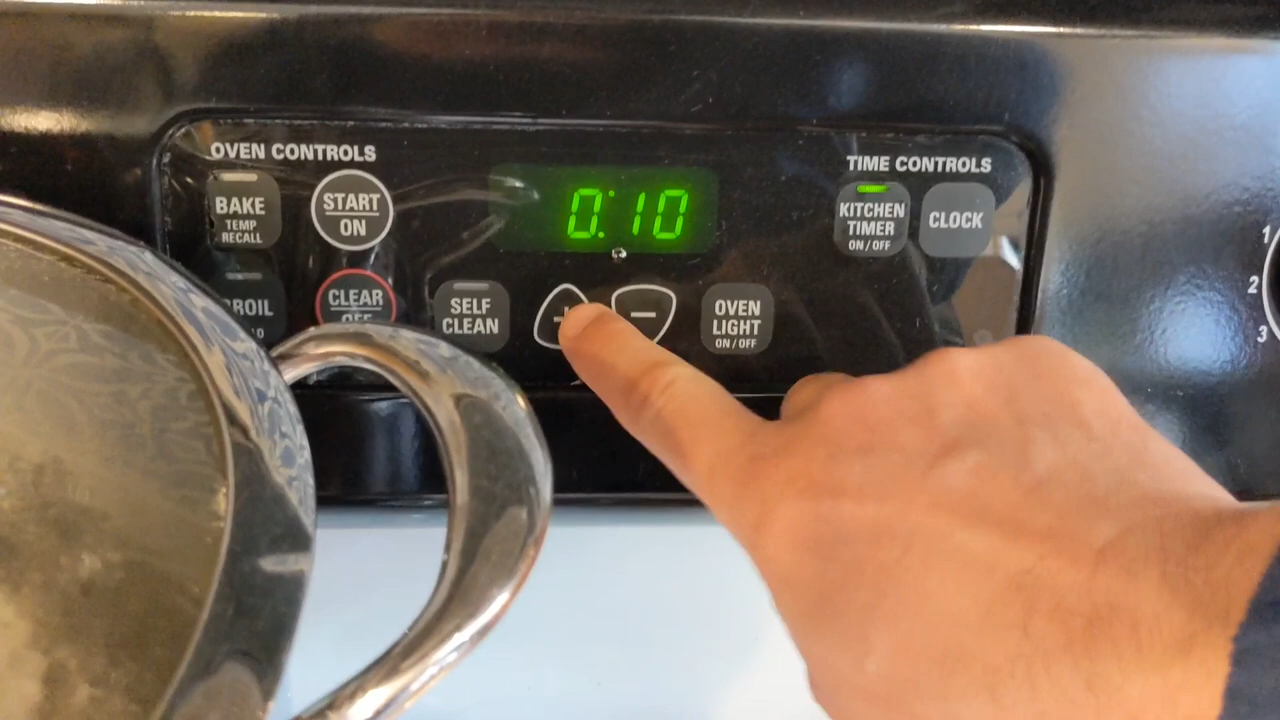 OVEN CONTROLS
TIME CONTROLS
BAKE
TEMP
RECALL
START
ON
0:10
KITCHEN
TIMER
ON / OFF
CLOCK
CLEAR
OFF
SELF
CLEAN
+
−
OVEN
LIGHT
ON / OFF
1
2
3